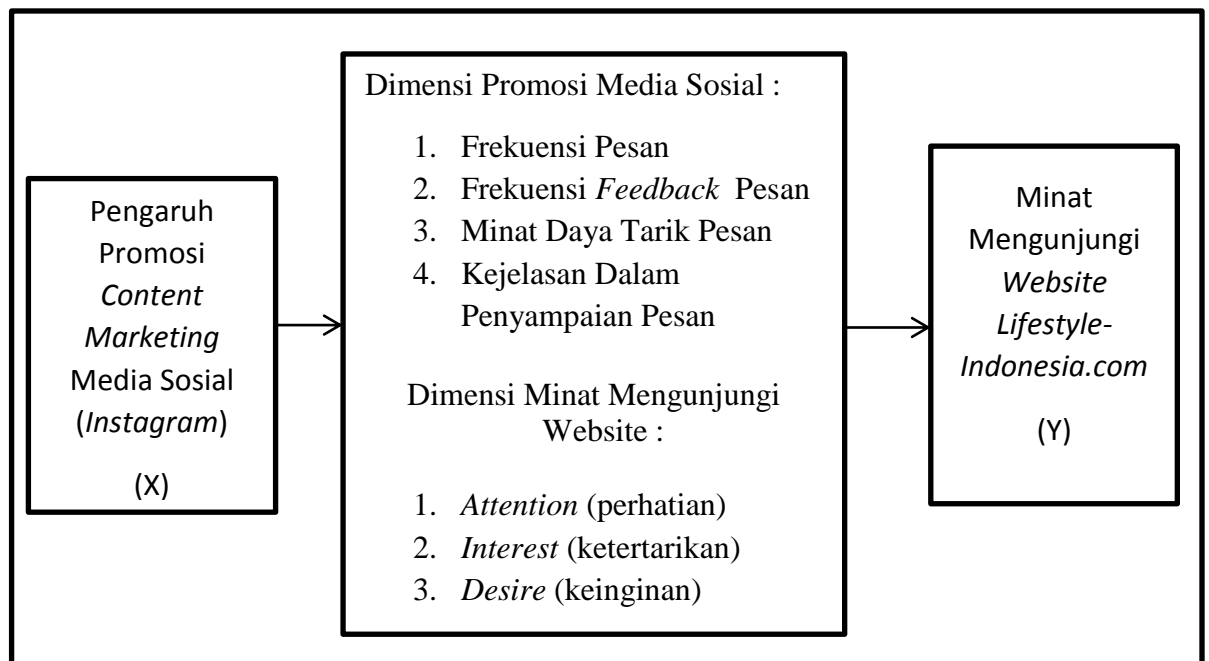 Pengaruh
Promosi
Content
Marketing
Media Sosial
(Instagram)
(X)
Dimensi Promosi Media Sosial :
1. Frekuensi Pesan
2. Frekuensi Feedback Pesan
3. Minat Daya Tarik Pesan
4. Kejelasan Dalam
Penyampaian Pesan
Dimensi Minat Mengunjungi
Website :
1. Attention (perhatian)
2. Interest (ketertarikan)
3. Desire (keinginan)
Minat
Mengunjungi
Website
Lifestyle-
Indonesia.com
(Y)